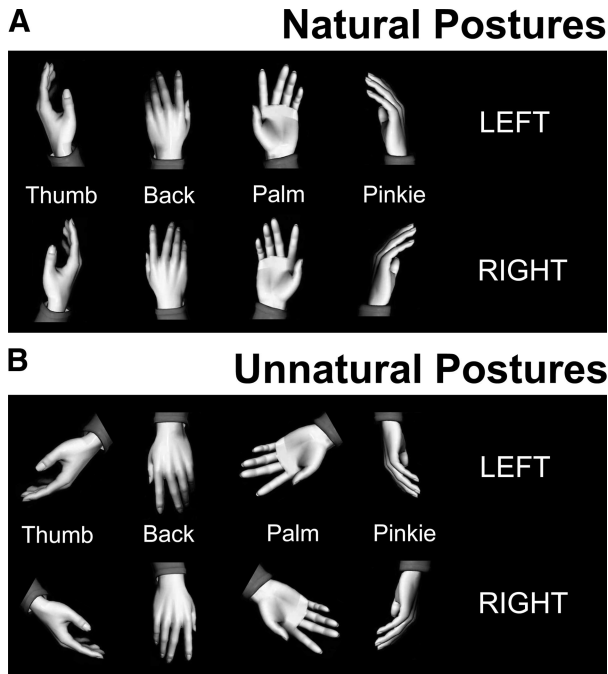 A
Natural Postures
LEFT
Thumb Back Palm Pinkie
RIGHT
B
Unnatural Postures
LEFT
Thumb Back Palm Pinkie
RIGHT